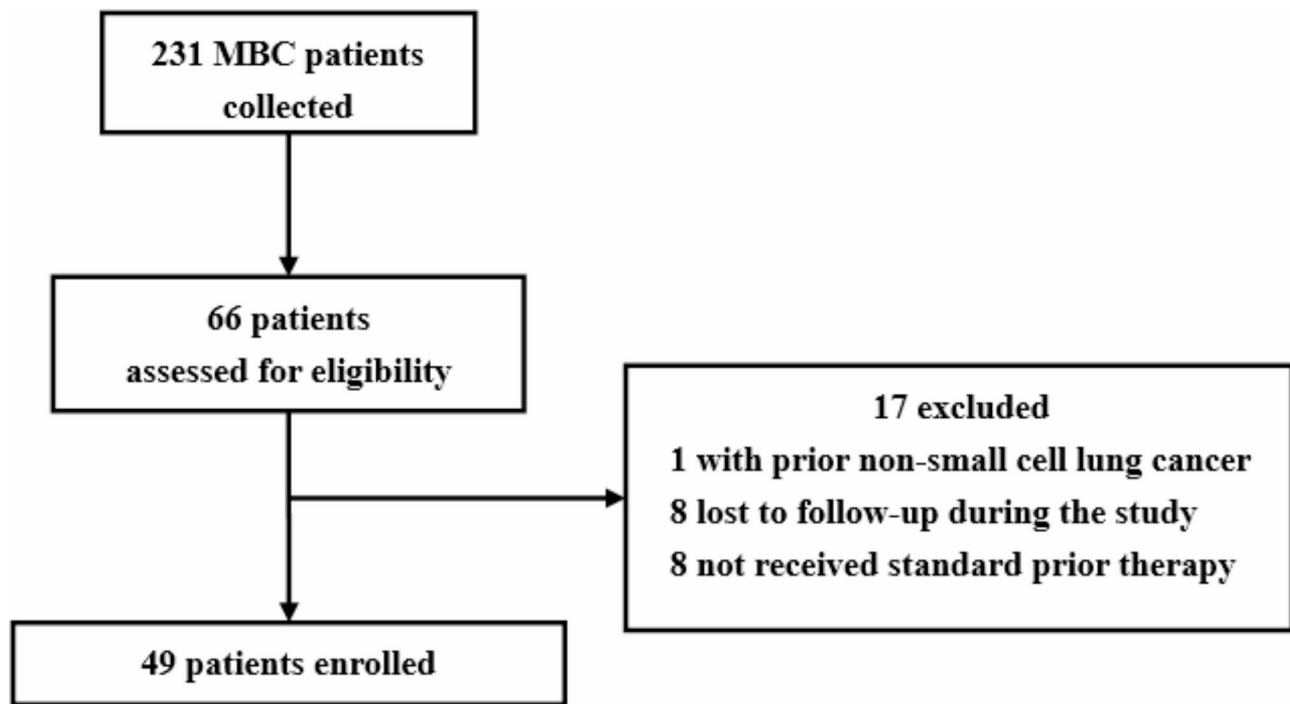 231 MBC patients
collected
66 patients
assessed for eligibility
17 excluded
1 with prior non-small cell lung cancer
8 lost to follow-up during the study
8 not received standard prior therapy
49 patients enrolled